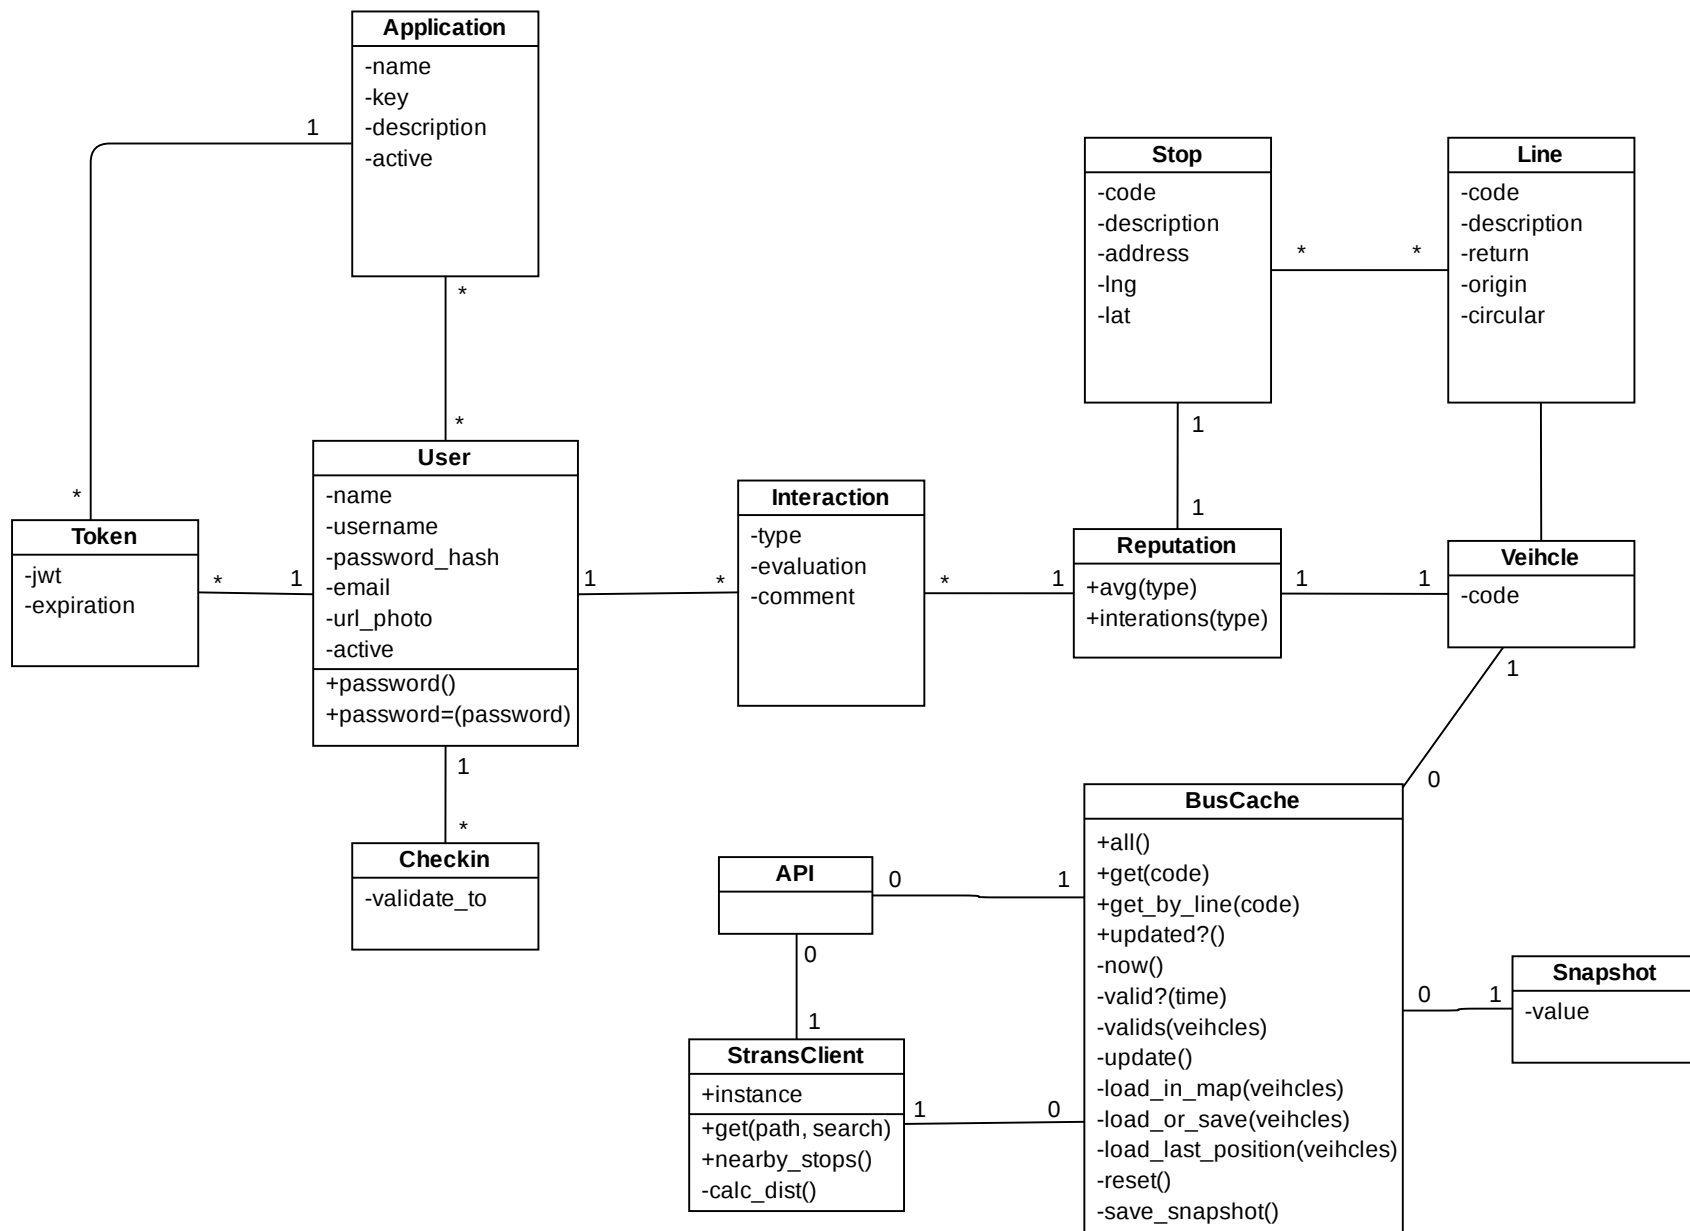 Application
-name
-key
-description
-active
1
*
*
*
Stop
-code
-description
-address
-lng
-lat
*
*
1
Line
-code
-description
-return
-origin
-circular
Token
-jwt
-expiration
*
1
User
-name
-username
-password_hash
-email
-url_photo
-active
+password()
+password=(password)
1
*
1
*
Interaction
-type
-evaluation
-comment
*
1
1
Reputation
+avg(type)
+interations(type)
1
1
Veihcle
-code
1
0
Checkin
-validate_to
API
0
1
0
1
StransClient
+instance
+get(path, search)
+nearby_stops()
-calc_dist()
1
0
BusCache
+all()
+get(code)
+get_by_line(code)
+updated?()
-now()
-valid?(time)
-valids(veihcles)
-update()
-load_in_map(veihcles)
-load_or_save(veihcles)
-load_last_position(veihcles)
-reset()
-save_snapshot()
0
1
Snapshot
-value